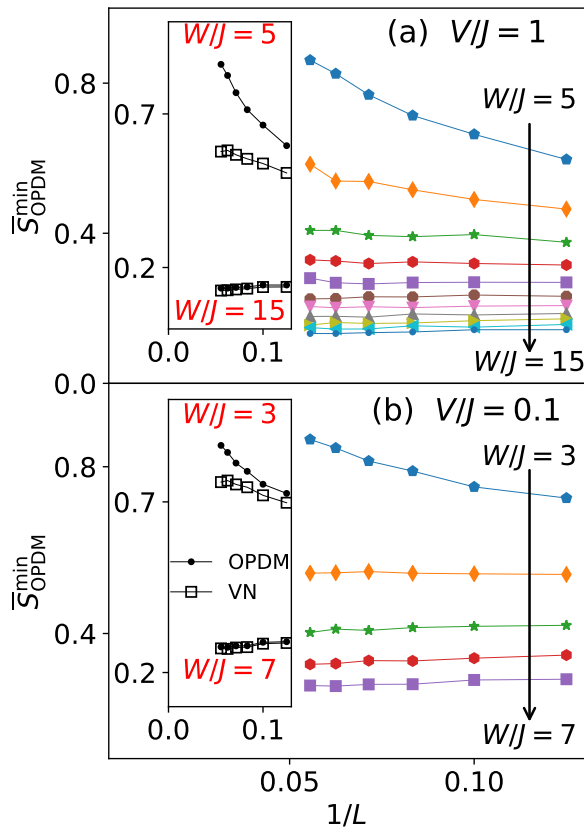 (a) V/J = 1
W/J = 5
W/J = 5
0.8
0.7
S̅ᵐⁱⁿ_OPDM
0.4
0.2
W/J = 15
0.0
0.1
W/J = 15
0.0
(b) V/J = 0.1
W/J = 3
W/J = 3
0.8
0.7
OPDM
VN
S̅ᵐⁱⁿ_OPDM
0.4
0.2
W/J = 7
0.0
0.1
W/J = 7
0.05
0.10
1/L